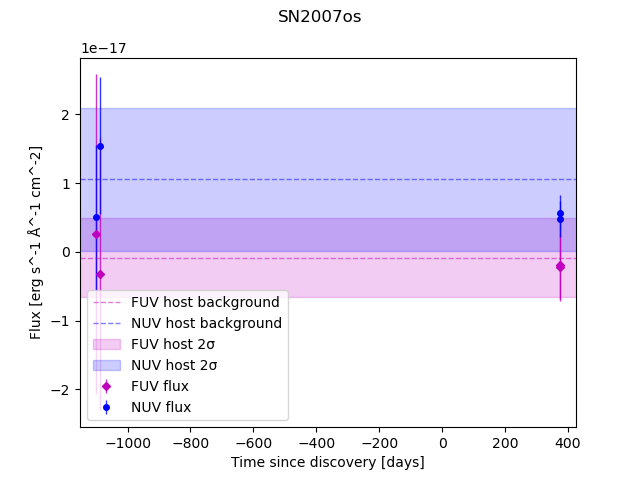 SN2007os
1e−17
2
1
0
−1
−2
Flux [erg s^-1 Å^-1 cm^-2]
FUV host background
NUV host background
FUV host 2σ
NUV host 2σ
FUV flux
NUV flux
−1000 −800 −600 −400 −200 0 200 400
Time since discovery [days]